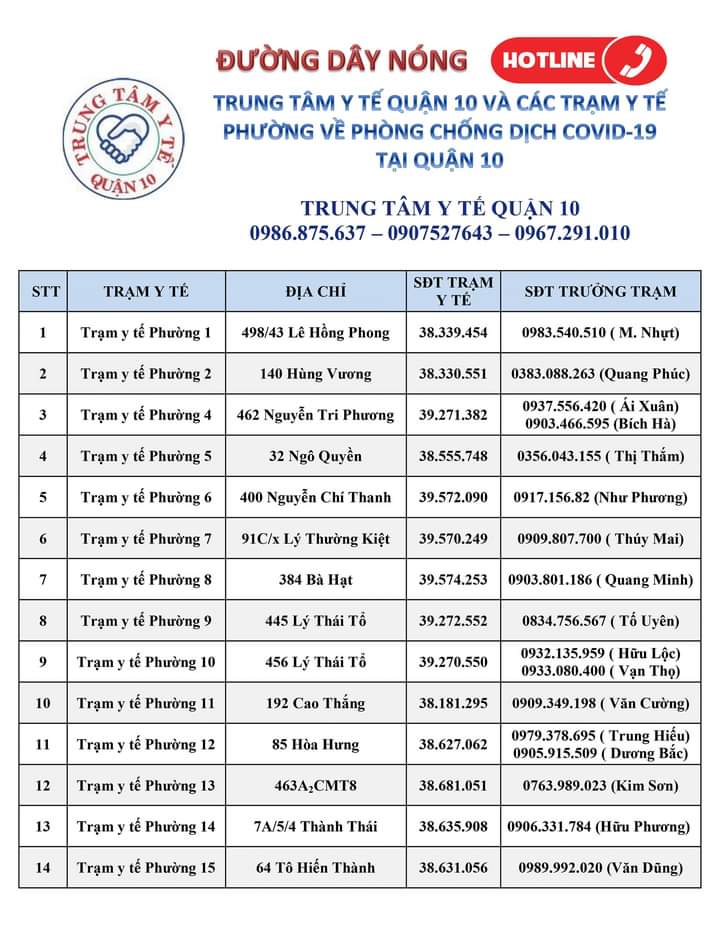 ĐƯỜNG DÂY NÓNG
HOTLINE
TRUNG TÂM Y TẾ QUẬN 10
TRUNG TÂM Y TẾ QUẬN 10 VÀ CÁC TRẠM Y TẾ
PHƯỜNG VỀ PHÒNG CHỐNG DỊCH COVID-19
TẠI QUẬN 10
TRUNG TÂM Y TẾ QUẬN 10
0986.875.637 – 0907527643 – 0967.291.010
STT TRẠM Y TẾ ĐỊA CHỈ SĐT TRẠM Y TẾ SĐT TRƯỞNG TRẠM
1 Trạm y tế Phường 1 498/43 Lê Hồng Phong 38.339.454 0983.540.510 ( M. Nhựt)
2 Trạm y tế Phường 2 140 Hùng Vương 38.330.551 0383.088.263 (Quang Phúc)
3 Trạm y tế Phường 4 462 Nguyễn Tri Phương 39.271.382 0937.556.420 ( Ái Xuân)
0903.466.595 (Bích Hà)
4 Trạm y tế Phường 5 32 Ngô Quyền 38.555.748 0356.043.155 ( Thị Thắm)
5 Trạm y tế Phường 6 400 Nguyễn Chí Thanh 39.572.090 0917.156.82 (Như Phương)
6 Trạm y tế Phường 7 91C/x Lý Thường Kiệt 39.570.249 0909.807.700 ( Thúy Mai)
7 Trạm y tế Phường 8 384 Bà Hạt 39.574.253 0903.801.186 ( Quang Minh)
8 Trạm y tế Phường 9 445 Lý Thái Tổ 39.272.552 0834.756.567 ( Tố Uyên)
9 Trạm y tế Phường 10 456 Lý Thái Tổ 39.270.550 0932.135.959 ( Hữu Lộc)
0933.080.400 ( Vạn Thọ)
10 Trạm y tế Phường 11 192 Cao Thắng 38.181.295 0909.349.198 ( Văn Cường)
11 Trạm y tế Phường 12 85 Hòa Hưng 38.627.062 0979.378.695 ( Trung Hiếu)
0905.915.509 ( Dương Bắc)
12 Trạm y tế Phường 13 463A₂CMT8 38.681.051 0763.989.023 (Kim Sơn)
13 Trạm y tế Phường 14 7A/5/4 Thành Thái 38.635.908 0906.331.784 (Hữu Phương)
14 Trạm y tế Phường 15 64 Tô Hiến Thành 38.631.056 0989.992.020 (Văn Dũng)